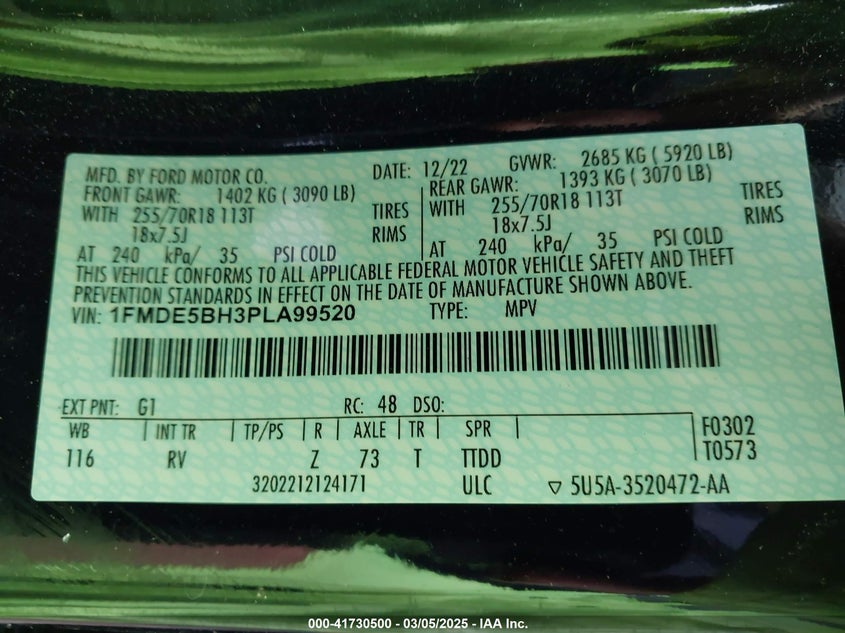 MFD. BY FORD MOTOR CO. DATE: 12/22 GVWR: 2685 KG ( 5920 LB)
FRONT GAWR: 1402 KG ( 3090 LB) REAR GAWR: 1393 KG ( 3070 LB)
WITH 255/70R18 113T TIRES WITH 255/70R18 113T TIRES
18x7.5J RIMS 18x7.5J RIMS
AT 240 kPa/ 35 PSI COLD AT 240 kPa/ 35 PSI COLD
THIS VEHICLE CONFORMS TO ALL APPLICABLE FEDERAL MOTOR VEHICLE SAFETY AND THEFT
PREVENTION STANDARDS IN EFFECT ON THE DATE OF MANUFACTURE SHOWN ABOVE.
VIN: 1FMDE5BH3PLA99520 TYPE: MPV
EXT PNT: G1 RC: 48 DSO:
WB | INT TR | TP/PS | R | AXLE | TR | SPR | F0302
116 RV Z 73 T TTDD T0573
3202212124171 ULC ▽ 5U5A-3520472-AA
000-41730500 - 03/05/2025 - IAA Inc.